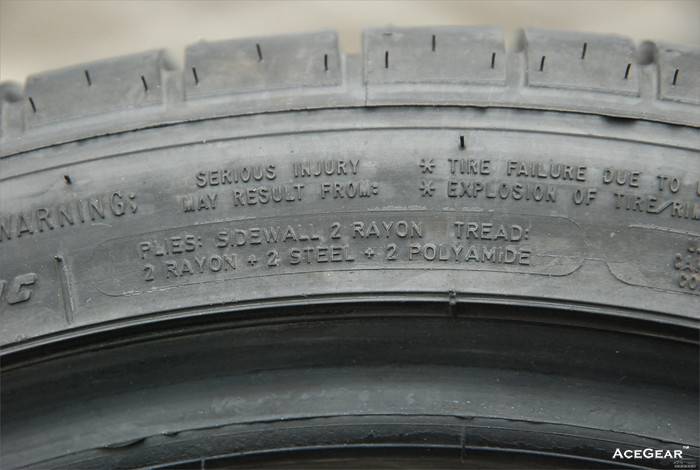 WARNING:
SERIOUS INJURY
MAY RESULT FROM:
* TIRE FAILURE DUE TO
* EXPLOSION OF TIRE/RIM
PLIES: SIDEWALL 2 RAYON TREAD:
2 RAYON + 2 STEEL + 2 POLYAMIDE
ACEGEAR™